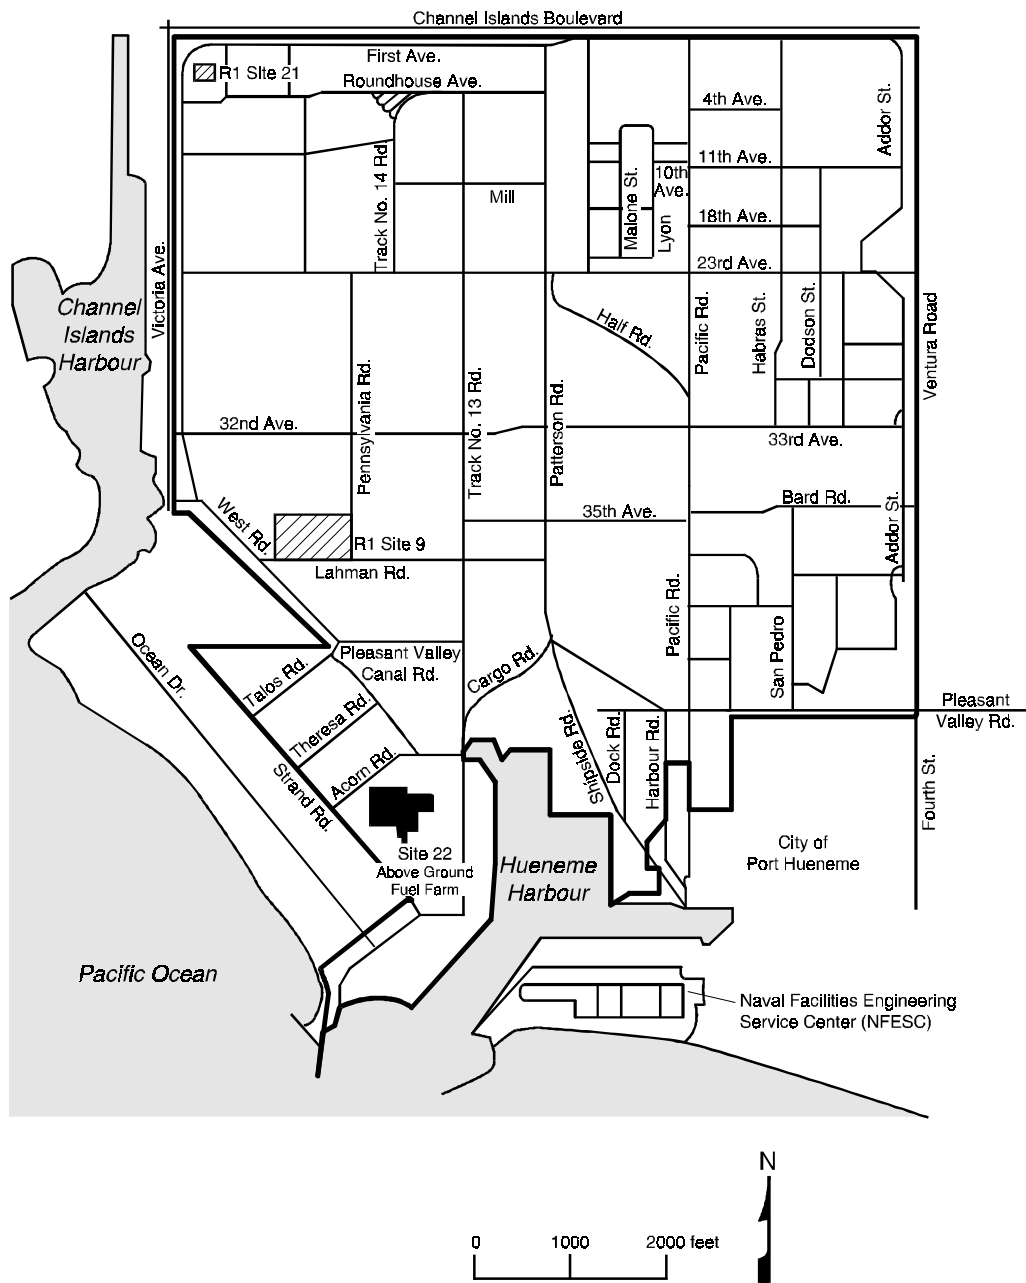 Channel Islands Boulevard
First Ave.
R1 SIte 21
Roundhouse Ave.
4th Ave.
Addor St.
11th Ave.
Track No. 14 Rd
10th
Ave.
Malone St.
Mill
18th Ave.
Lyon
Victoria Ave.
23rd Ave.
Channel
Islands
Harbour
Half Rd.
Pacific Rd.
Habras St.
Dodson St.
Ventura Road
Pennsylvania Rd.
Track No. 13 Rd.
Patterson Rd.
32nd Ave.
33rd Ave.
Bard Rd.
35th Ave.
Addor St.
West Rd.
R1 Site 9
Lahman Rd.
Pacific Rd.
San Pedro
Ocean Dr.
Pleasant Valley
Canal Rd.
Talos Rd.
Cargo Rd.
Pleasant
Valley Rd.
Theresa Rd.
Shipside Rd.
Dock Rd.
Harbour Rd.
Acorn Rd.
Strand Rd.
Fourth St.
Site 22
Above Ground
Fuel Farm
Hueneme
Harbour
City of
Port Hueneme
Pacific Ocean
Naval Facilities Engineering
Service Center (NFESC)
N
0 1000 2000 feet